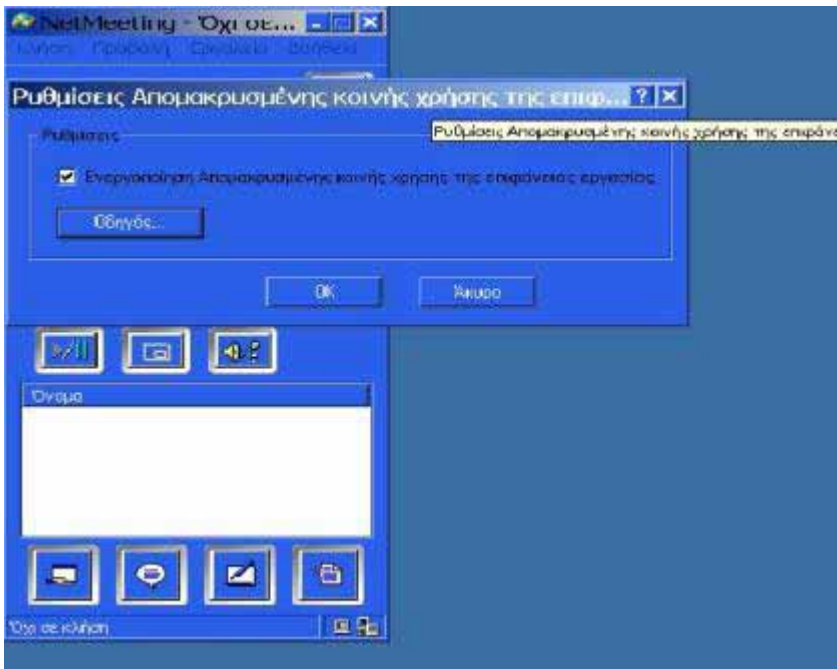 NetMeeting - Όχι σε...
Κλήση Προβολή Εργαλεία Βοήθεια
Ρυθμίσεις Απομακρυσμένης κοινής χρήσης της επιφ...
Ρυθμίσεις
Ρυθμίσεις Απομακρυσμένης κοινής χρήσης της επιφάνε
Ενεργοποίηση Απομακρυσμένης κοινής χρήσης της επιφάνειας εργασίας
Οδηγός...
OK Άκυρο
Όνομα
Όχι σε κλήση